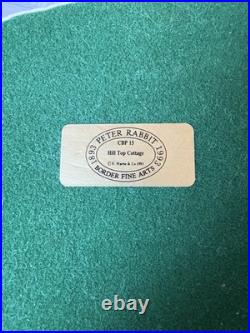 PETER RABBIT
1893 1993
CBP 15
Hill Top Cottage
© F. Warne & Co 1993
BORDER FINE ARTS